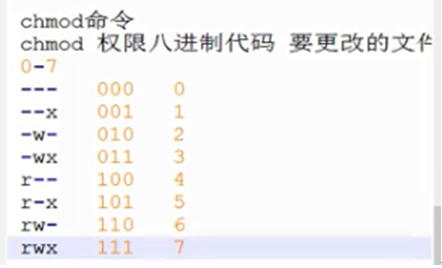 chmod命令
chmod 权限八进制代码 要更改的文件
0-7
--- 000 0
--x 001 1
-w- 010 2
-wx 011 3
r-- 100 4
r-x 101 5
rw- 110 6
rwx 111 7